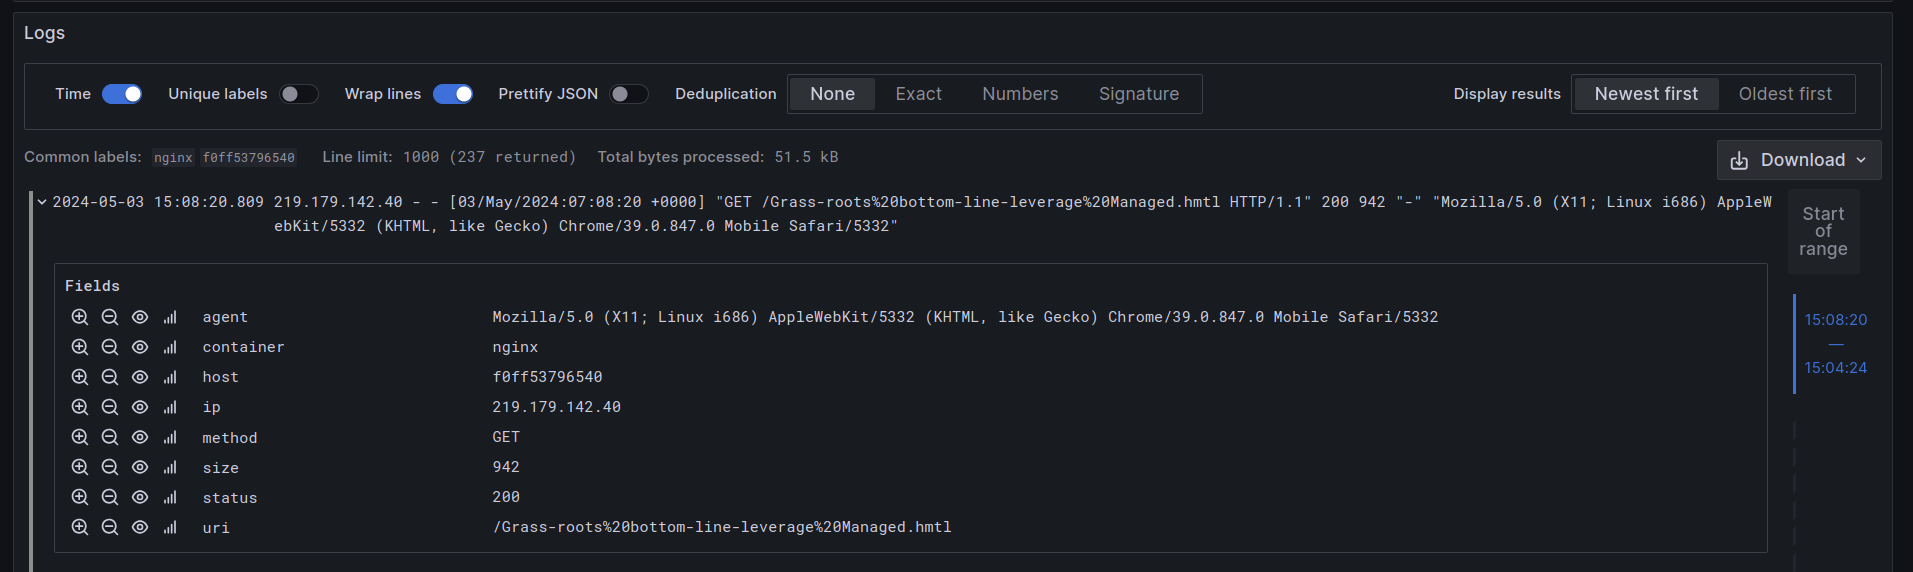 Logs
Time Unique labels Wrap lines Prettify JSON Deduplication None Exact Numbers Signature Display results Newest first Oldest first
Common labels: nginx f0ff53796540 Line limit: 1000 (237 returned) Total bytes processed: 51.5 kB
Download
2024-05-03 15:08:20.809 219.179.142.40 - - [03/May/2024:07:08:20 +0000] "GET /Grass-roots%20bottom-line-leverage%20Managed.hmtl HTTP/1.1" 200 942 "-" "Mozilla/5.0 (X11; Linux i686) AppleW
ebKit/5332 (KHTML, like Gecko) Chrome/39.0.847.0 Mobile Safari/5332"
Start
of
range
Fields
agent Mozilla/5.0 (X11; Linux i686) AppleWebKit/5332 (KHTML, like Gecko) Chrome/39.0.847.0 Mobile Safari/5332
container nginx
host f0ff53796540
ip 219.179.142.40
method GET
size 942
status 200
uri /Grass-roots%20bottom-line-leverage%20Managed.hmtl
15:08:20
—
15:04:24